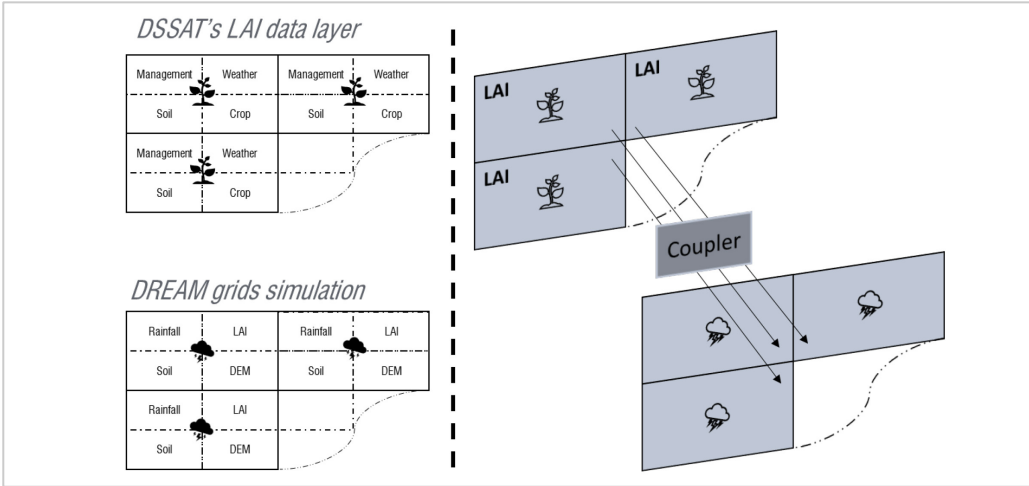 DSSAT's LAI data layer
Management Weather Management Weather
Soil Crop Soil Crop
Management Weather
Soil Crop
DREAM grids simulation
Rainfall LAI Rainfall LAI
Soil DEM Soil DEM
Rainfall LAI
Soil DEM
LAI
LAI
LAI
Coupler